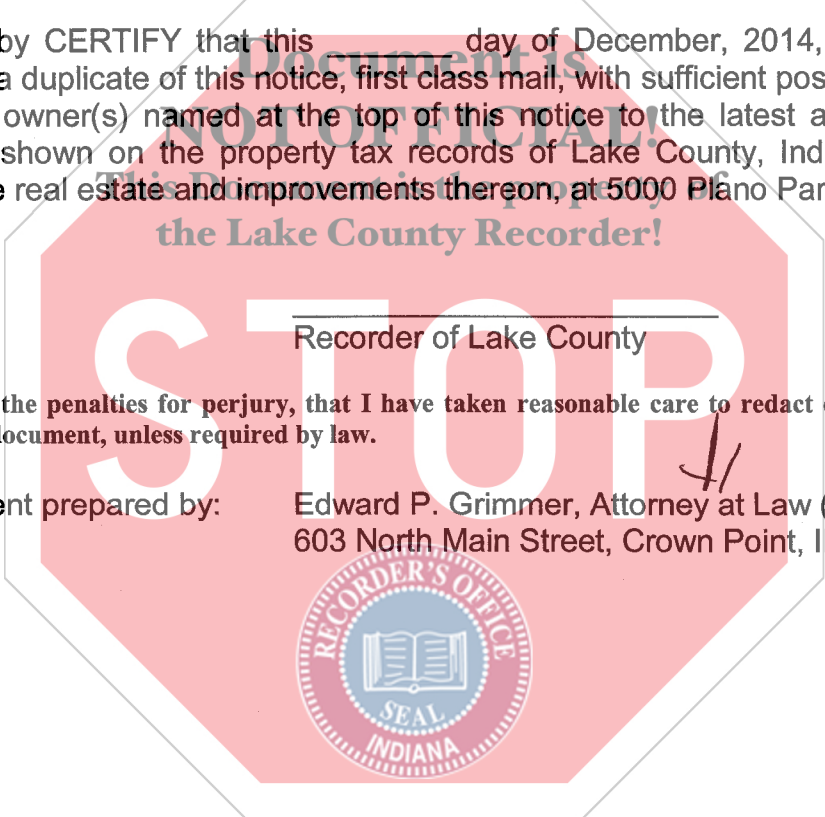 by CERTIFY that this ______ day of December, 2014,
a duplicate of this notice, first class mail, with sufficient pos
owner(s) named at the top of this notice to the latest a
shown on the property tax records of Lake County, Ind
e real estate and improvements thereon, at 5000 Plano Par
Document is
NOT OFFICIAL!
This Document is the property of
the Lake County Recorder!
STOP
Recorder of Lake County
the penalties for perjury, that I have taken reasonable care to redact
document, unless required by law.
ent prepared by: Edward P. Grimmer, Attorney at Law (
603 North Main Street, Crown Point, I
RECORDER'S OFFICE
SEAL
INDIANA